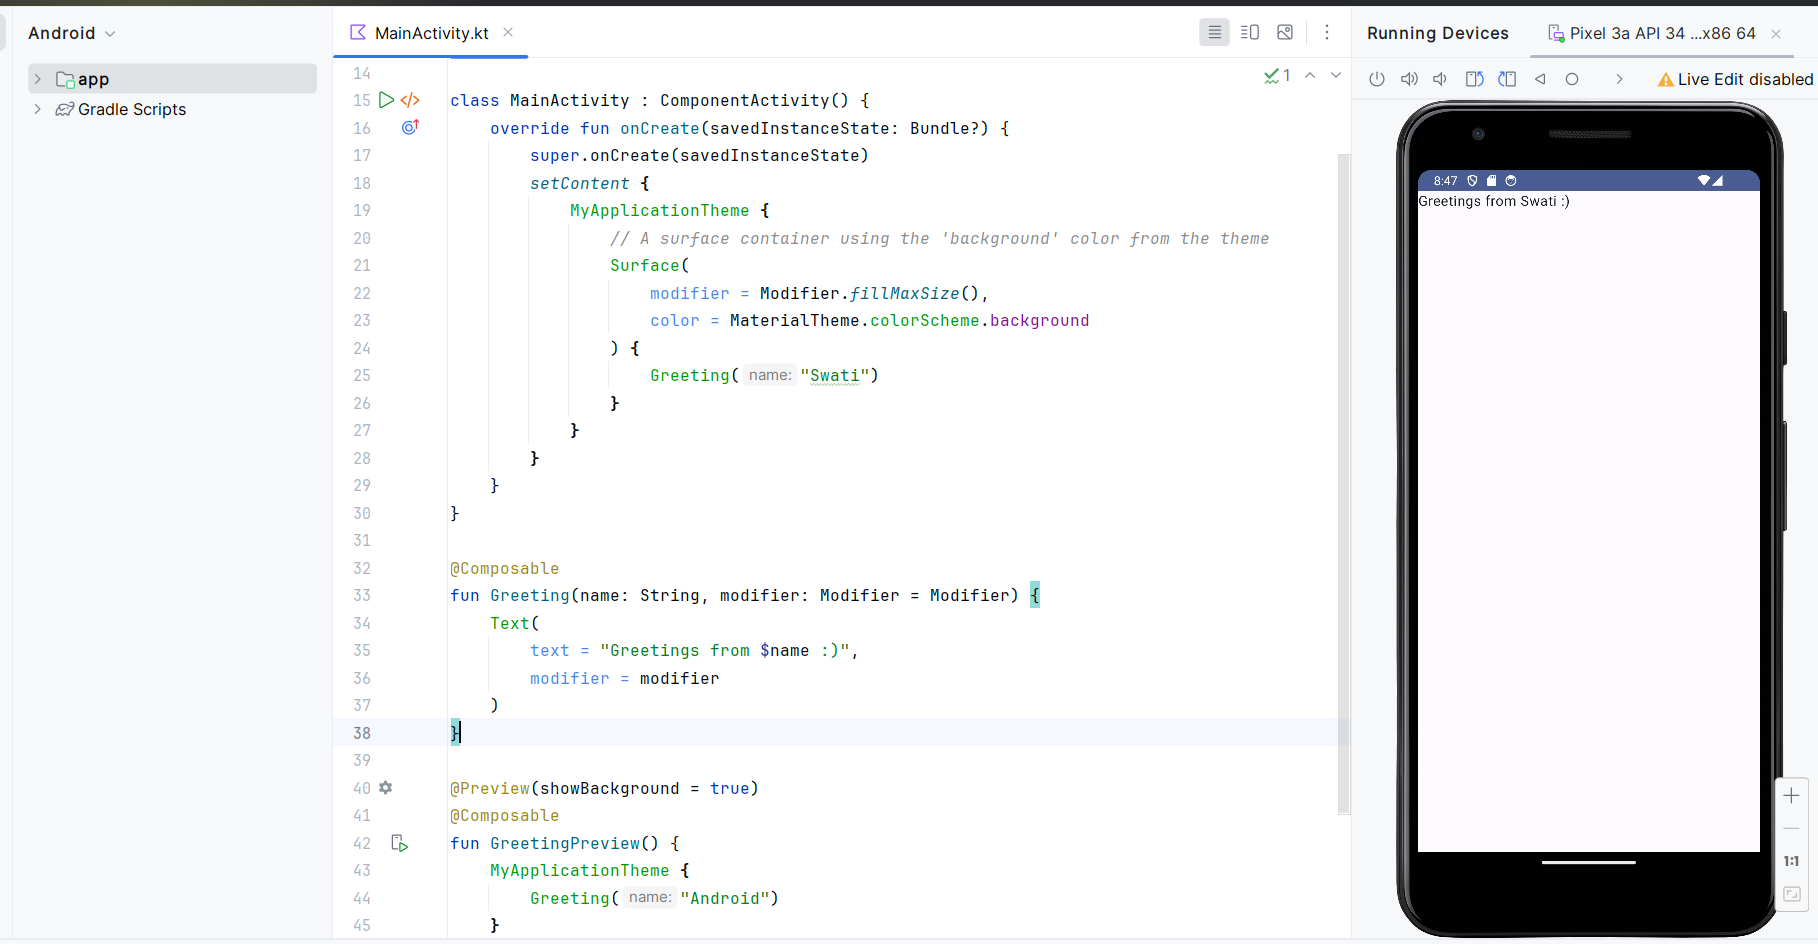 Android
app
Gradle Scripts
MainActivity.kt
1
14
15 class MainActivity : ComponentActivity() {
16 override fun onCreate(savedInstanceState: Bundle?) {
17 super.onCreate(savedInstanceState)
18 setContent {
19 MyApplicationTheme {
20 // A surface container using the 'background' color from the theme
21 Surface(
22 modifier = Modifier.fillMaxSize(),
23 color = MaterialTheme.colorScheme.background
24 ) {
25 Greeting( name: "Swati")
26 }
27 }
28 }
29 }
30 }
31
32 @Composable
33 fun Greeting(name: String, modifier: Modifier = Modifier) {
34 Text(
35 text = "Greetings from $name :)",
36 modifier = modifier
37 )
38 }
39
40 @Preview(showBackground = true)
41 @Composable
42 fun GreetingPreview() {
43 MyApplicationTheme {
44 Greeting( name: "Android")
45 }
Running Devices
Pixel 3a API 34 ...x86 64
Live Edit disabled
8:47
Greetings from Swati :)
1:1